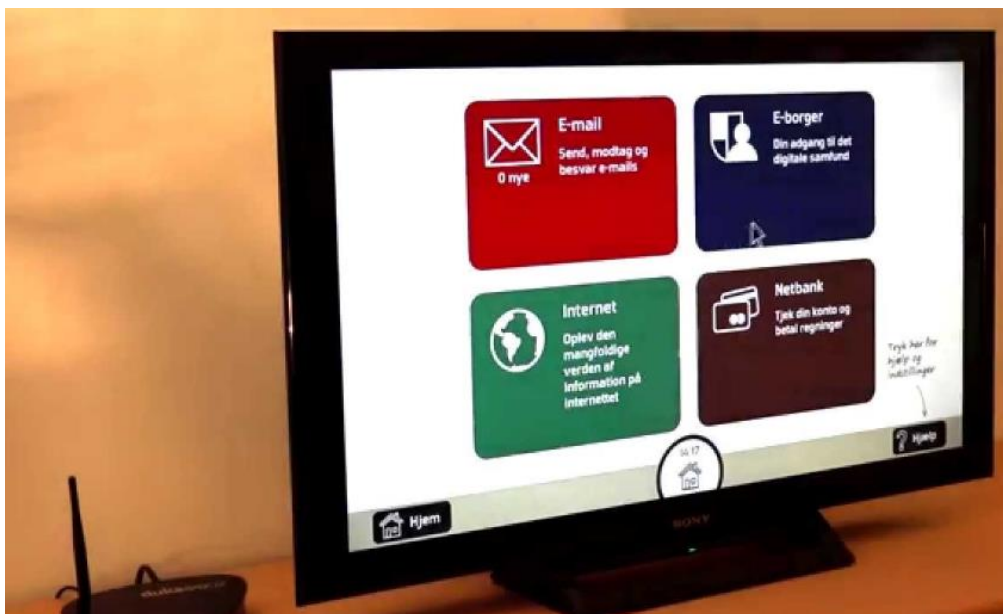 E-mail
Send, modtag og
besvar e-mails
0 nye
E-borger
Din adgang til det
digitale samfund
Internet
Oplev den
mangfoldige
verden af
information på
internettet
Netbank
Tjek din konto og
betal regninger
Tryk her for
hjælp og
indstillinger
14:17
Hjælp
Hjem
SONY